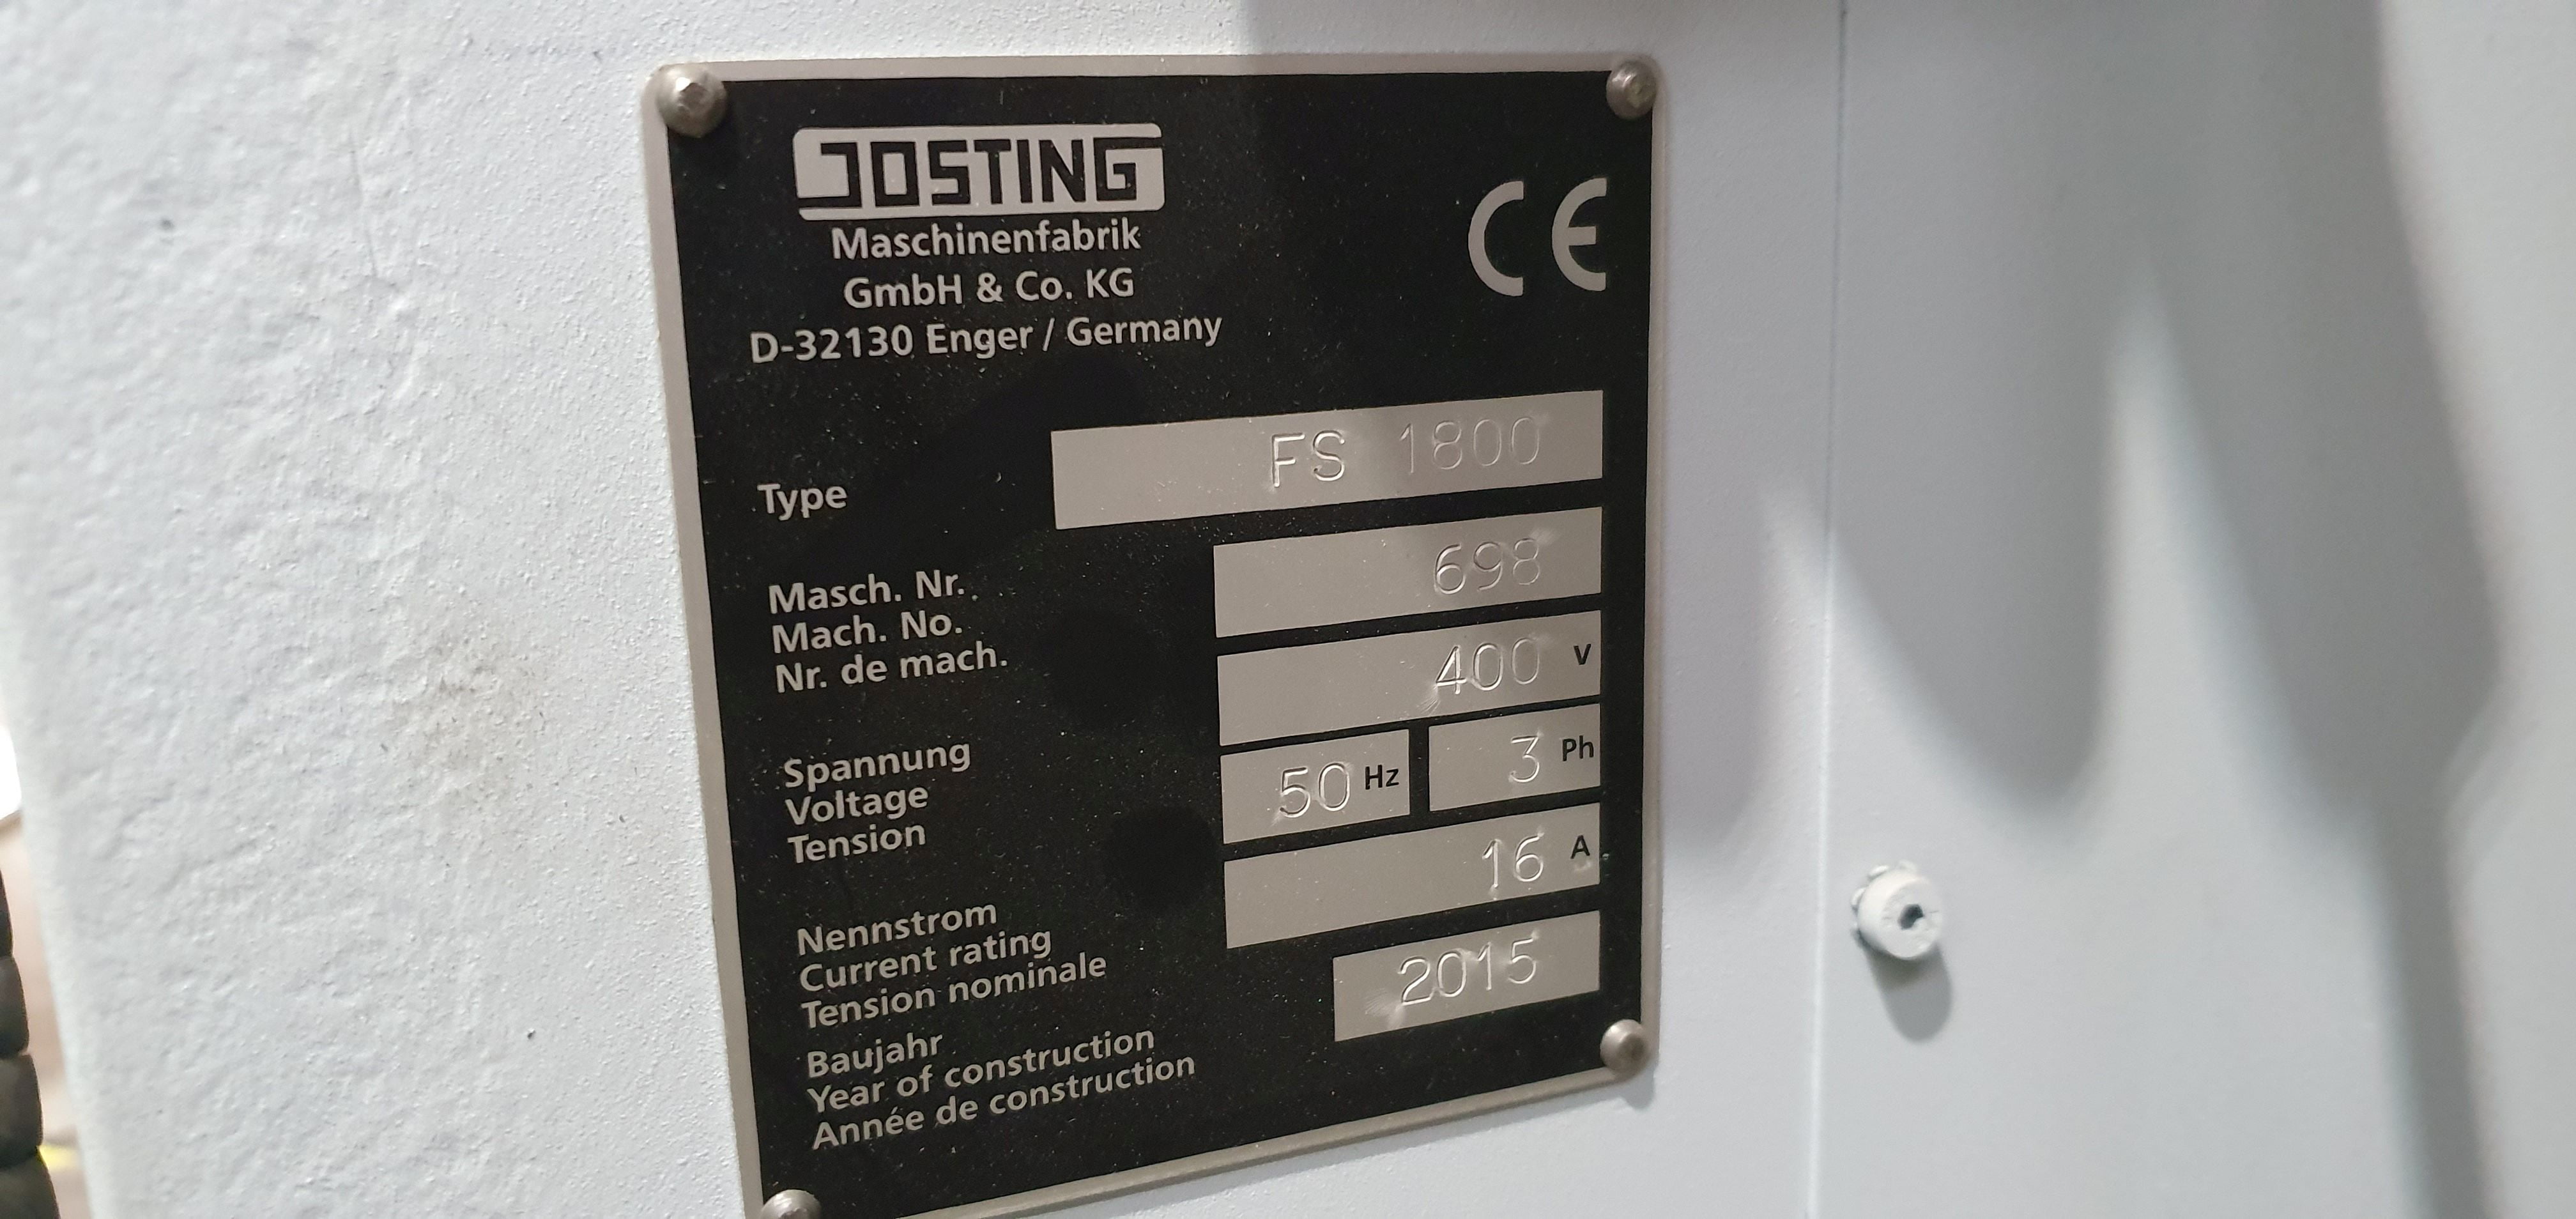 JOSTING
Maschinenfabrik
GmbH & Co. KG
D-32130 Enger / Germany
CE
Type FS 1800
Masch. Nr.
Mach. No.
Nr. de mach.
698
Spannung
Voltage
Tension
400 V
50 Hz 3 Ph
Nennstrom
Current rating
Tension nominale
16 A
Baujahr
Year of construction
Année de construction
2015